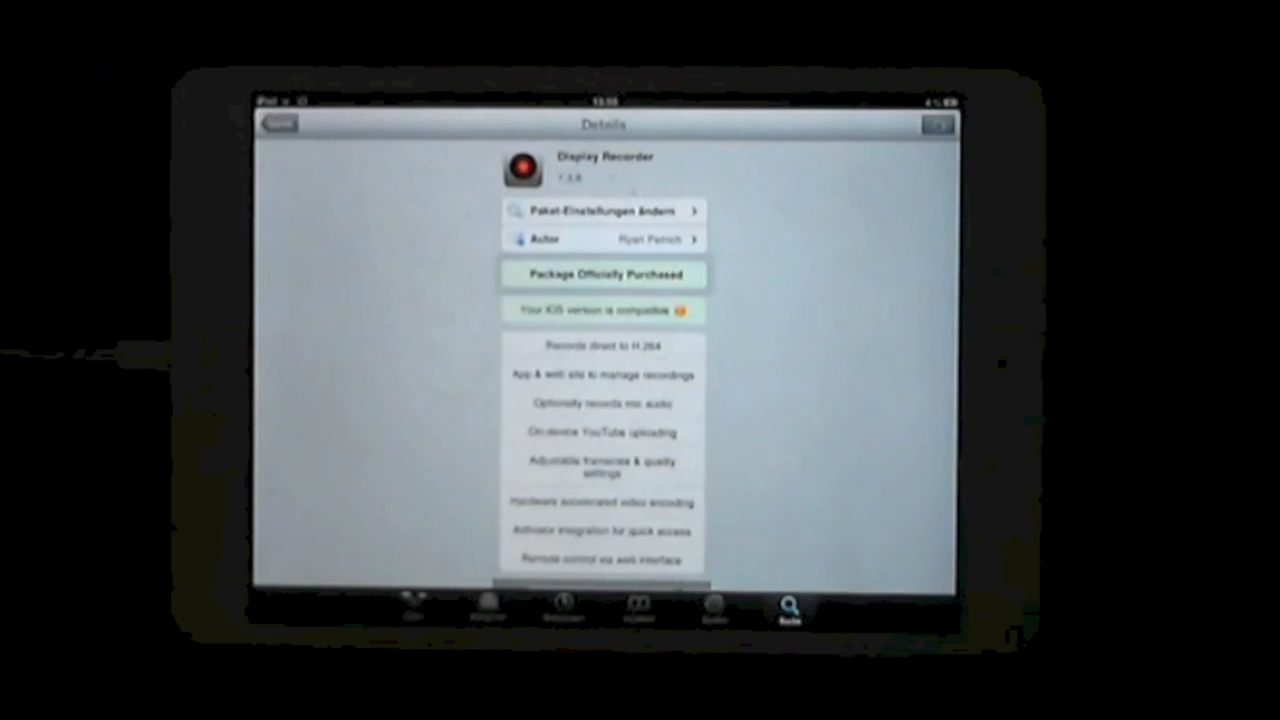 iPad
Details
Display Recorder
Paket-Einstellungen ändern
Autor Ryan Petrich
Package Officially Purchased
Your iOS version is compatible
Records direct to H.264
App & web site to manage recordings
Optionally records mic audio
On-device YouTube uploading
Adjustable framerate & quality
settings
Hardware accelerated video encoding
Activator integration for quick access
Remote control via web interface
Suche